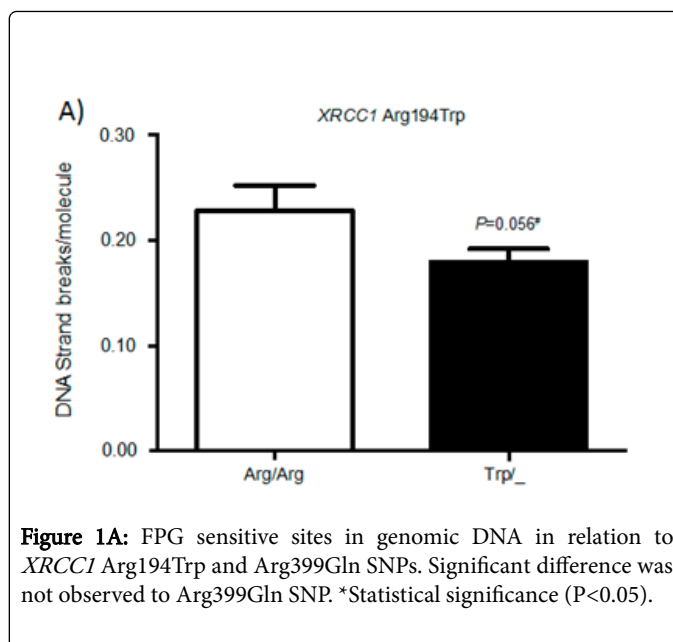 A)
XRCC1 Arg194Trp
0.30
P=0.056*
0.20
DNA Strand breaks/molecule
0.10
0.00
Arg/Arg
Trp/_
Figure 1A: FPG sensitive sites in genomic DNA in relation to
XRCC1 Arg194Trp and Arg399Gln SNPs. Significant difference was
not observed to Arg399Gln SNP. *Statistical significance (P<0.05).